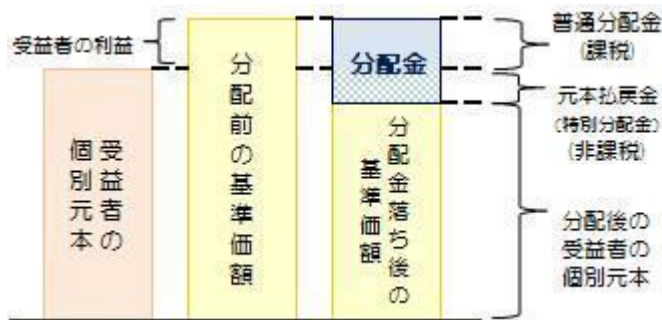 受益者の利益
受益者の
個別元本
分配前の基準価額
分配金
分配金落ち後の
基準価額
普通分配金
(課税)
元本払戻金
(特別分配金)
(非課税)
分配後の
受益者の
個別元本